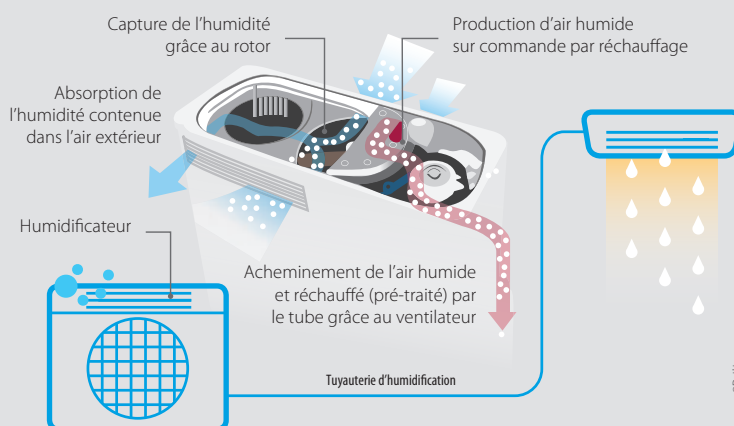 Capture de l’humidité
grâce au rotor
Production d’air humide
sur commande par réchauffage
Absorption de
l’humidité contenue
dans l’air extérieur
Humidificateur
Acheminement de l’air humide
et réchauffé (pré-traité) par
le tube grâce au ventilateur
Tuyauterie d’humidification